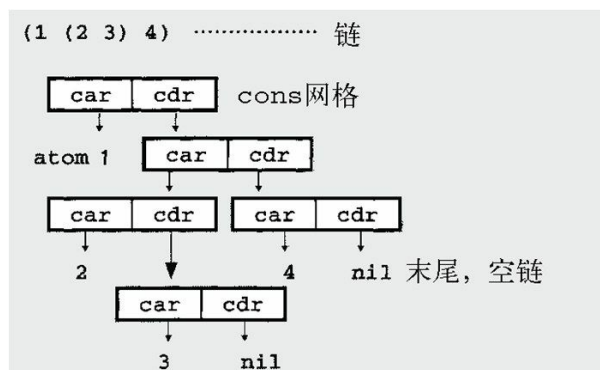 (1 (2 3) 4) ·················· 链
car cdr cons网格
atom 1 car cdr
car cdr car cdr
2 4 nil 末尾，空链
car cdr
3 nil